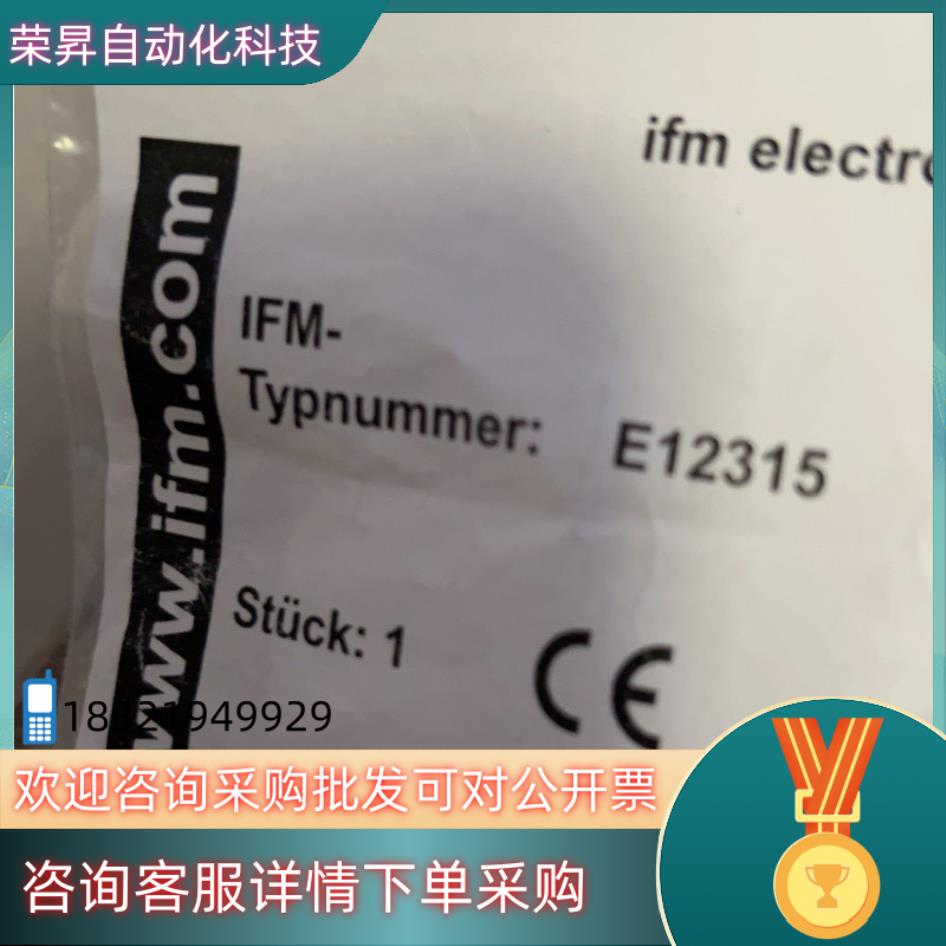 荣昇自动化科技
ifm electr
www.ifm.com
IFM-
Typnummer: E12315
Stück: 1
CE
欢迎咨询采购批发可对公开票
咨询客服详情下单采购